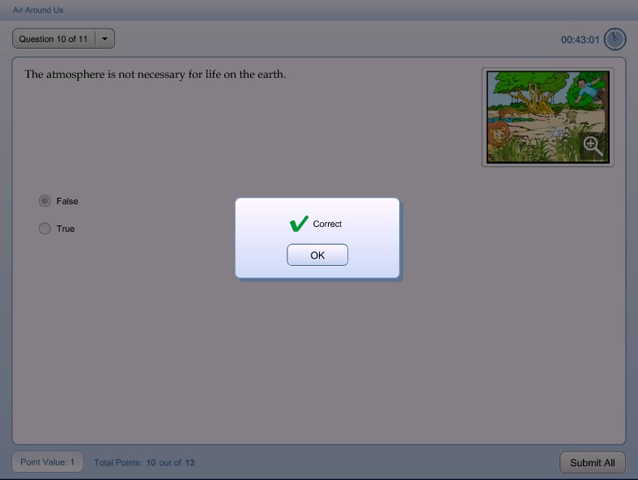 Air Around Us
Question 10 of 11
00:43:01
The atmosphere is not necessary for life on the earth.
False
True
Correct
OK
Point Value: 1
Total Points: 10 out of 13
Submit All